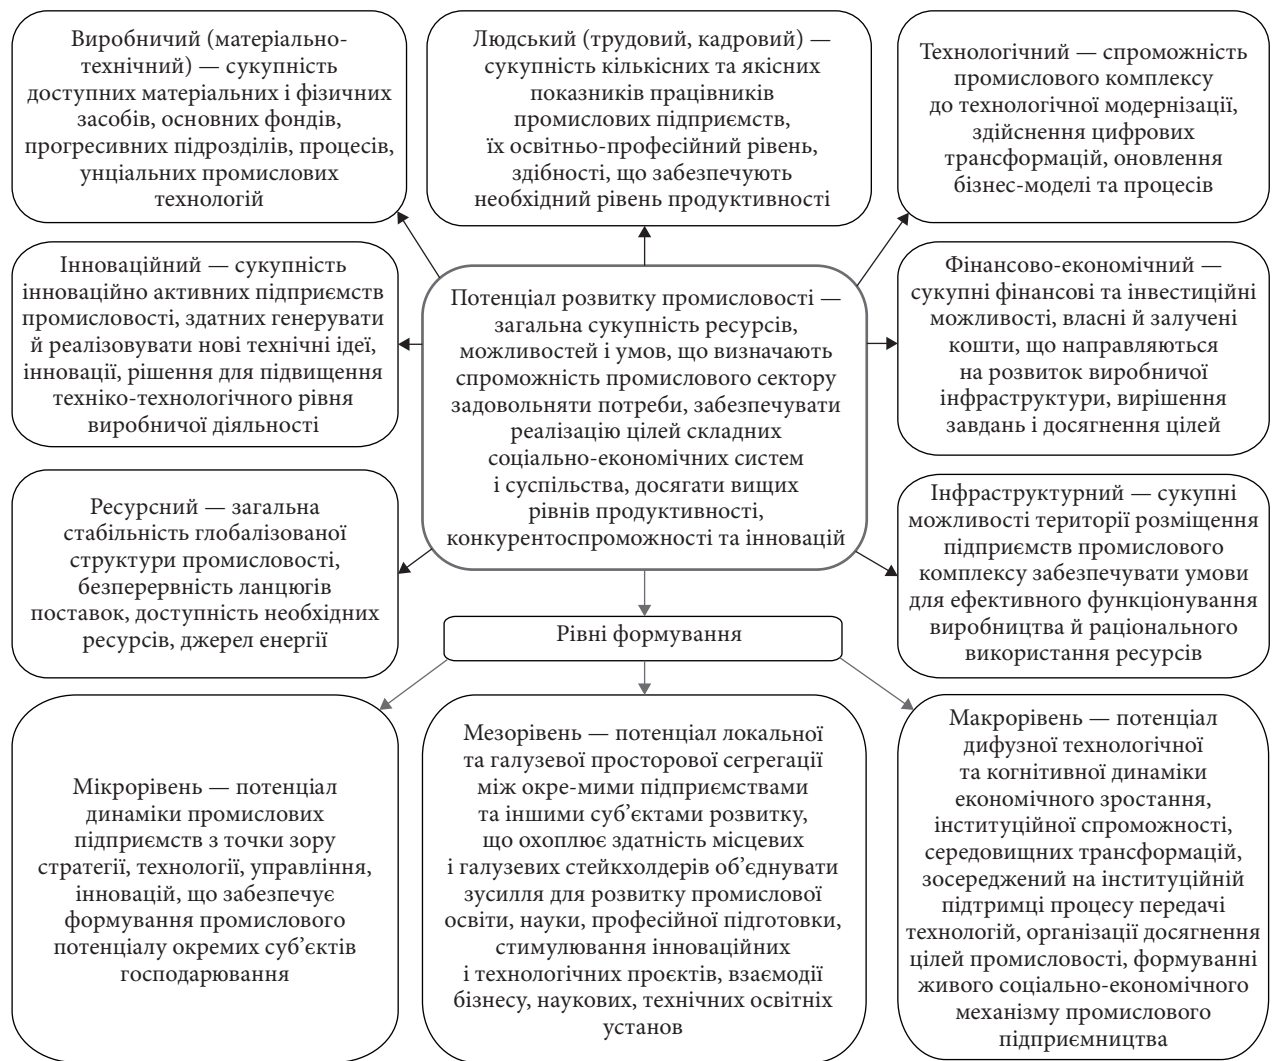 Виробничий (матеріально-
технічний) — сукупність
доступних матеріальних і фізичних
засобів, основних фондів,
прогресивних підрозділів, процесів,
унціальних промислових
технологій
Людський (трудовий, кадровий) —
сукупність кількісних та якісних
показників працівників
промислових підприємств,
їх освітньо-професійний рівень,
здібності, що забезпечують
необхідний рівень продуктивності
Технологічний — спроможність
промислового комплексу
до технологічної модернізації,
здійснення цифрових
трансформацій, оновлення
бізнес-моделі та процесів
Інноваційний — сукупність
інноваційно активних підприємств
промисловості, здатних генерувати
й реалізовувати нові технічні ідеї,
інновації, рішення для підвищення
техніко-технологічного рівня
виробничої діяльності
Потенціал розвитку промисловості —
загальна сукупність ресурсів,
можливостей і умов, що визначають
спроможність промислового сектору
задовольняти потреби, забезпечувати
реалізацію цілей складних
соціально-економічних систем
і суспільства, досягати вищих
рівнів продуктивності,
конкурентоспроможності та інновацій
Фінансово-економічний —
сукупні фінансові та інвестиційні
можливості, власні й залучені
кошти, що направляються
на розвиток виробничої
інфраструктури, вирішення
завдань і досягнення цілей
Ресурсний — загальна
стабільність глобалізованої
структури промисловості,
безперервність ланцюгів
поставок, доступність необхідних
ресурсів, джерел енергії
Інфраструктурний — сукупні
можливості території розміщення
підприємств промислового
комплексу забезпечувати умови
для ефективного функціонування
виробництва й раціонального
використання ресурсів
Рівні формування
Мікрорівень — потенціал
динаміки промислових
підприємств з точки зору
стратегії, технології, управління,
інновацій, що забезпечує
формування промислового
потенціалу окремих суб’єктів
господарювання
Мезорівень — потенціал локальної
та галузевої просторової сегрегації
між окре-мими підприємствами
та іншими суб’єктами розвитку,
що охоплює здатність місцевих
і галузевих стейкхолдерів об’єднувати
зусилля для розвитку промислової
освіти, науки, професійної підготовки,
стимулювання інноваційних
і технологічних проєктів, взаємодії
бізнесу, наукових, технічних освітніх
установ
Макрорівень — потенціал
дифузної технологічної
та когнітивної динаміки
економічного зростання,
інституційної спроможності,
середовищних трансформацій,
зосереджений на інституційній
підтримці процесу передачі
технологій, організації досягнення
цілей промисловості, формуванні
живого соціально-економічного
механізму промислового
підприємництва